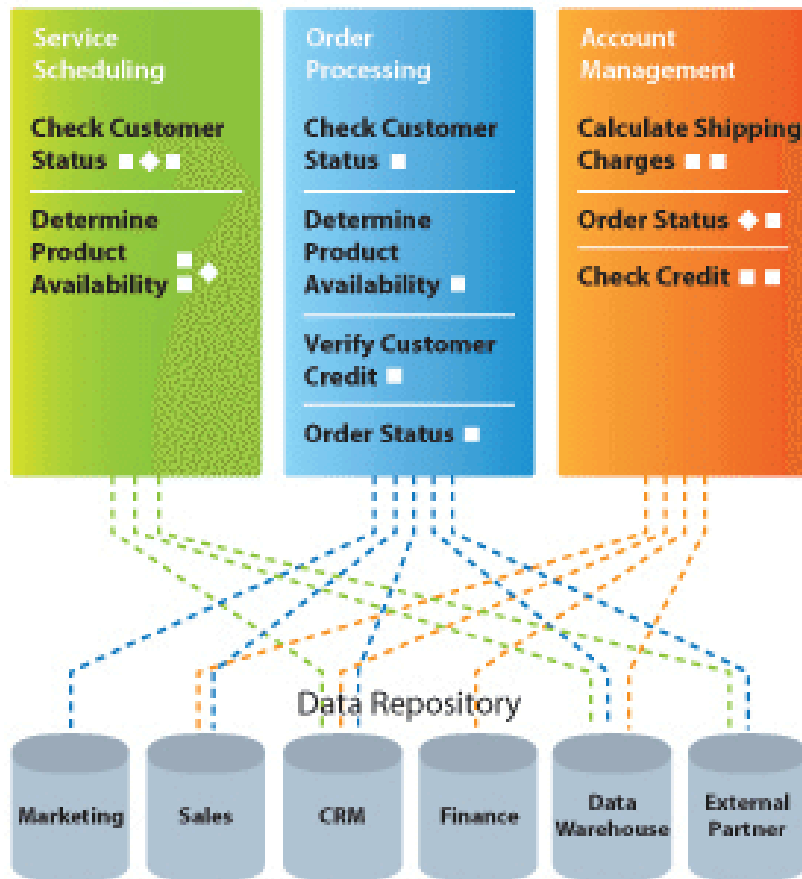 Service
Scheduling
Check Customer
Status
Determine
Product
Availability
Order
Processing
Check Customer
Status
Determine
Product
Availability
Verify Customer
Credit
Order Status
Account
Management
Calculate Shipping
Charges
Order Status
Check Credit
Data Repository
Marketing
Sales
CRM
Finance
Data
Warehouse
External
Partner